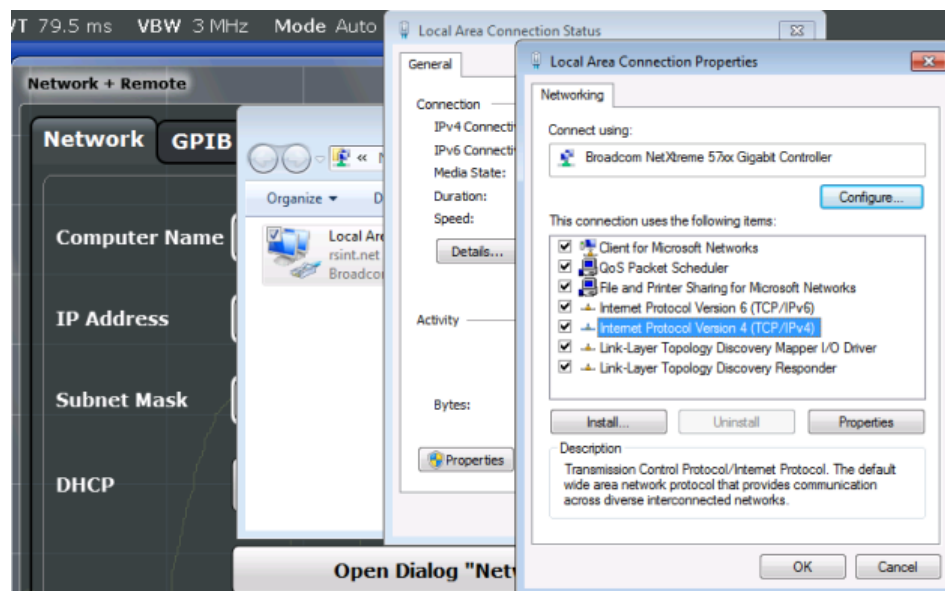 79.5 ms VBW 3 MHz Mode Auto
Network + Remote
Network GPIB
Computer Name
IP Address
Subnet Mask
DHCP
Open Dialog "Netw
«
Organize
Local Are
rsint.net
Broadcom
Local Area Connection Status
General
Connection
IPv4 Connectiv
IPv6 Connectiv
Media State:
Duration:
Speed:
Details...
Activity
Bytes:
Properties
Local Area Connection Properties
Networking
Connect using:
Broadcom NetXtreme 57xx Gigabit Controller
Configure...
This connection uses the following items:
Client for Microsoft Networks
QoS Packet Scheduler
File and Printer Sharing for Microsoft Networks
Internet Protocol Version 6 (TCP/IPv6)
Internet Protocol Version 4 (TCP/IPv4)
Link-Layer Topology Discovery Mapper I/O Driver
Link-Layer Topology Discovery Responder
Install... Uninstall Properties
Description
Transmission Control Protocol/Internet Protocol. The default
wide area network protocol that provides communication
across diverse interconnected networks.
OK Cancel